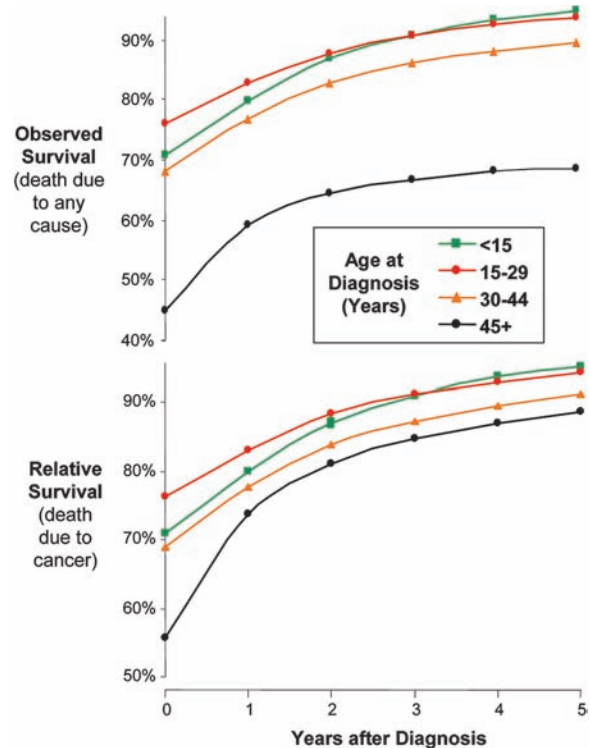 90%
80%
70%
60%
50%
40%
Observed
Survival
(death due
to any
cause)
Age at
Diagnosis
(Years)
<15
15-29
30-44
45+
90%
80%
70%
60%
50%
Relative
Survival
(death
due to
cancer)
0 1 2 3 4 5
Years after Diagnosis